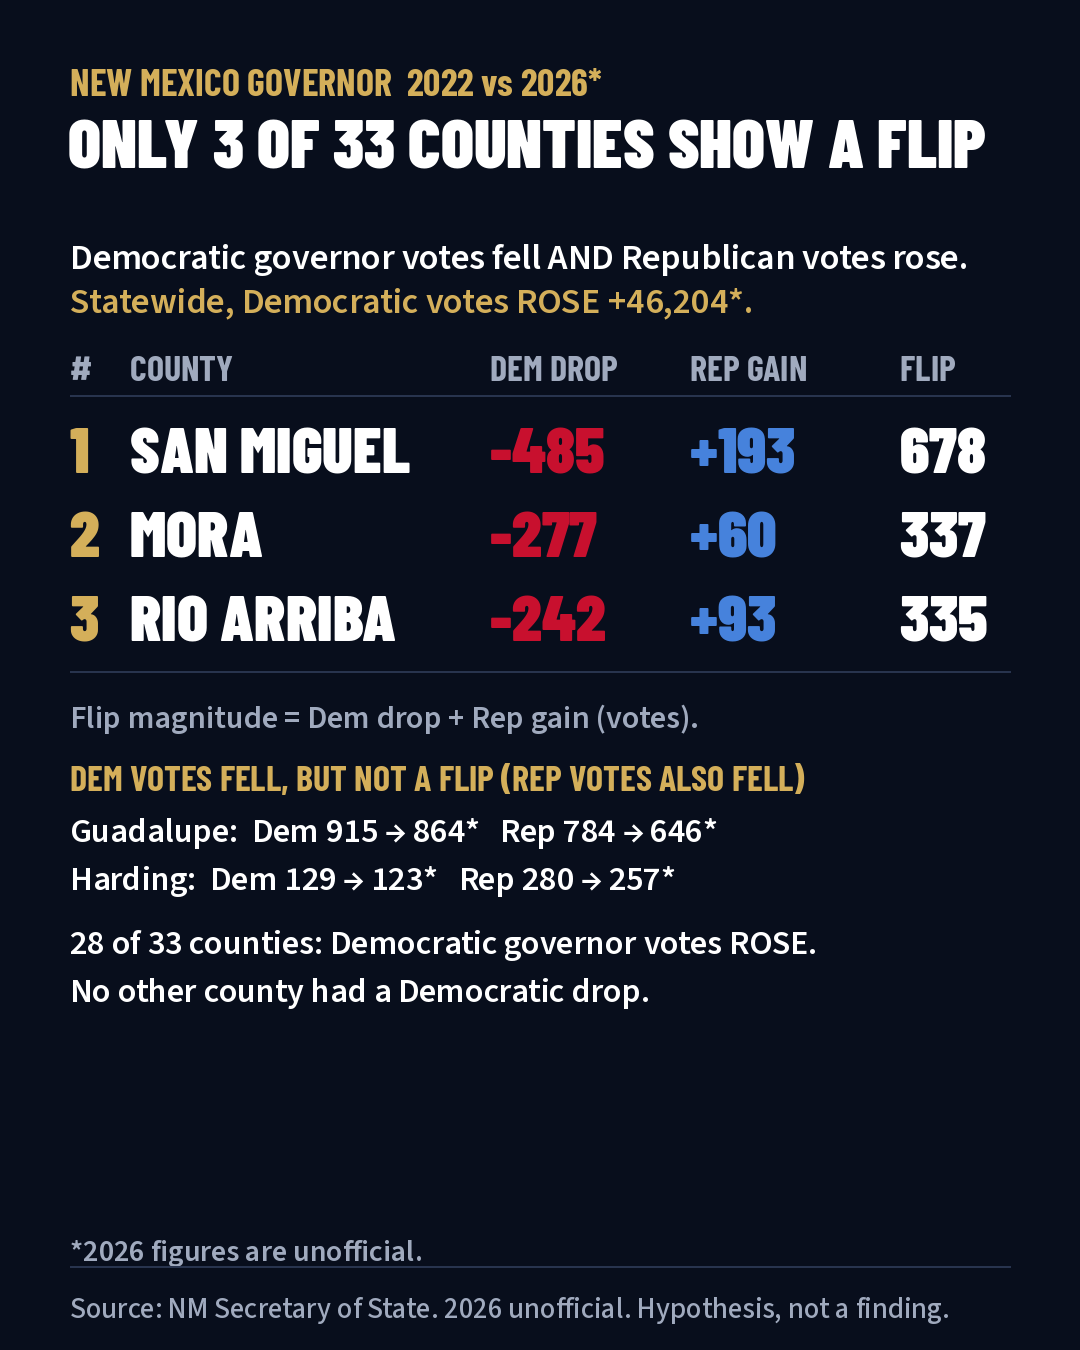 NEW MEXICO GOVERNOR 2022 vs 2026*
ONLY 3 OF 33 COUNTIES SHOW A FLIP
Democratic governor votes fell AND Republican votes rose.
Statewide, Democratic votes ROSE +46,204*.
# COUNTY DEM DROP REP GAIN FLIP
1 SAN MIGUEL -485 +193 678
2 MORA -277 +60 337
3 RIO ARRIBA -242 +93 335
Flip magnitude = Dem drop + Rep gain (votes).
DEM VOTES FELL, BUT NOT A FLIP (REP VOTES ALSO FELL)
Guadalupe: Dem 915 → 864* Rep 784 → 646*
Harding: Dem 129 → 123* Rep 280 → 257*
28 of 33 counties: Democratic governor votes ROSE.
No other county had a Democratic drop.
*2026 figures are unofficial.
Source: NM Secretary of State. 2026 unofficial. Hypothesis, not a finding.